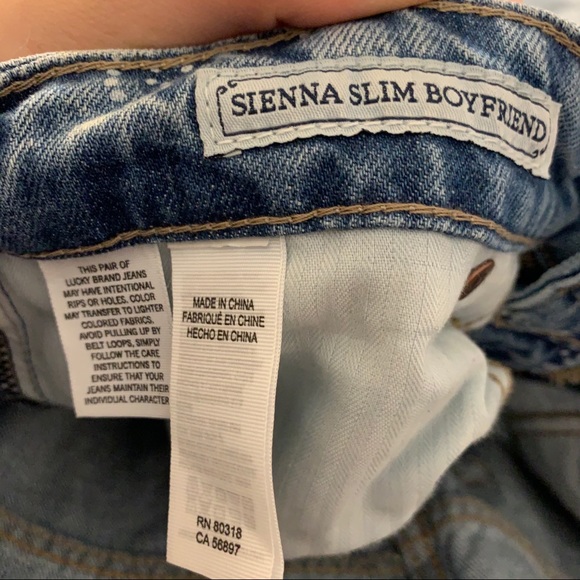 SIENNA SLIM BOYFRIEND
THIS PAIR OF
LUCKY BRAND JEANS
MAY HAVE INTENTIONAL
RIPS OR HOLES. COLOR
MAY TRANSFER TO LIGHTER
COLORED FABRICS.
AVOID PULLING UP BY
BELT LOOPS, SIMPLY
FOLLOW THE CARE
INSTRUCTIONS TO
ENSURE THAT YOUR
JEANS MAINTAIN THEIR
INDIVIDUAL CHARACTER
MADE IN CHINA
FABRIQUÉ EN CHINE
HECHO EN CHINA
RN 80318
CA 56897